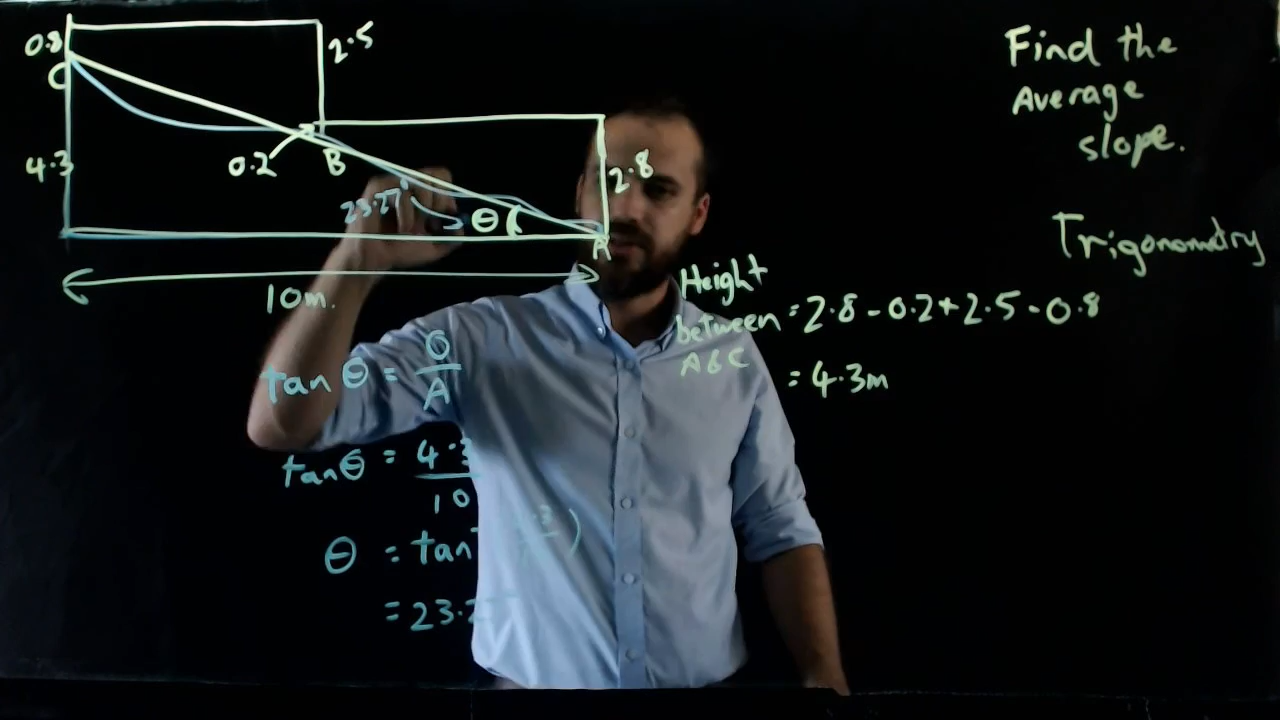 0.8
C
2.5
4.3
0.2
B
2.8
23.27°
θ
A
10m.
Find the
Average
slope.
Trigonometry
Height
between = 2.8 - 0.2 + 2.5 - 0.8
A & C
= 4.3m
tan θ = O/A
tan θ = 4.3/10
θ = tan
= 23.2